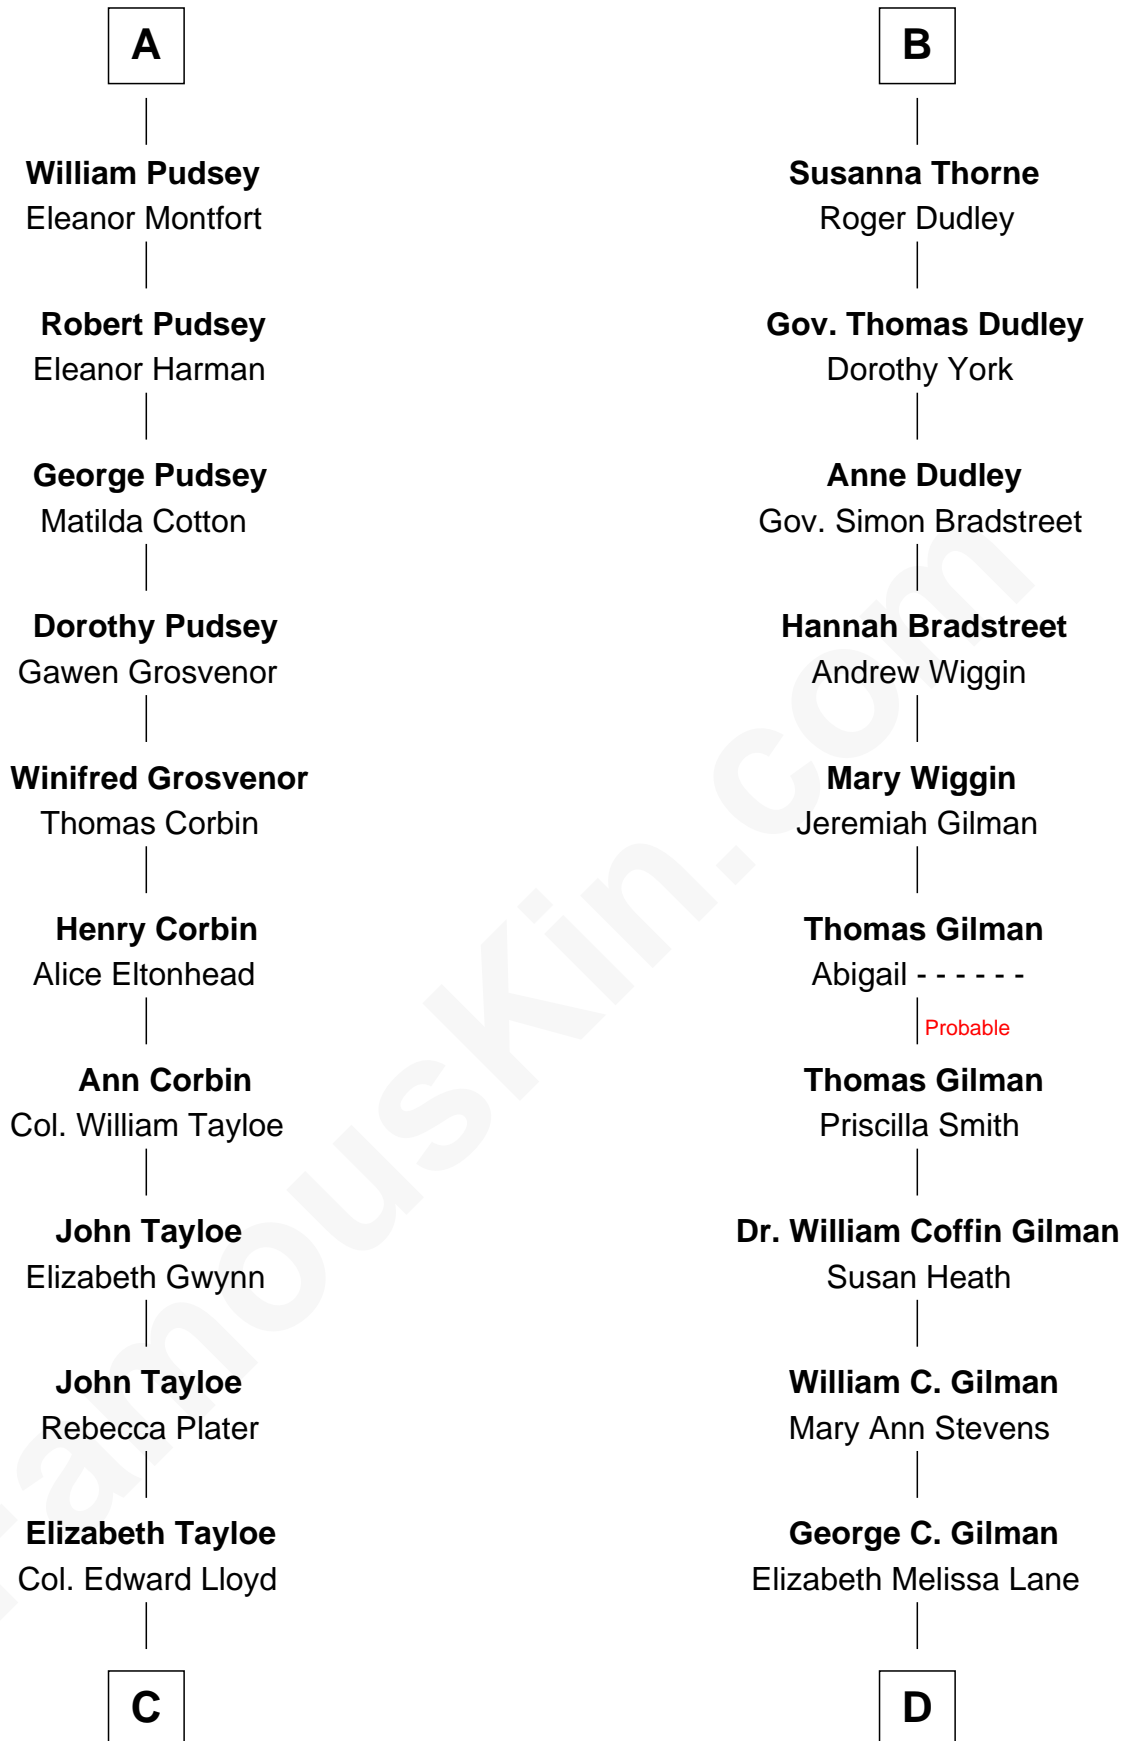 A
William Pudsey
Eleanor Montfort
Robert Pudsey
Eleanor Harman
George Pudsey
Matilda Cotton
Dorothy Pudsey
Gawen Grosvenor
Winifred Grosvenor
Thomas Corbin
Henry Corbin
Alice Eltonhead
Ann Corbin
Col. William Tayloe
John Tayloe
Elizabeth Gwynn
John Tayloe
Rebecca Plater
Elizabeth Tayloe
Col. Edward Lloyd
C
B
Susanna Thorne
Roger Dudley
Gov. Thomas Dudley
Dorothy York
Anne Dudley
Gov. Simon Bradstreet
Hannah Bradstreet
Andrew Wiggin
Mary Wiggin
Jeremiah Gilman
Thomas Gilman
Abigail - - - - - -
Probable
Thomas Gilman
Priscilla Smith
Dr. William Coffin Gilman
Susan Heath
William C. Gilman
Mary Ann Stevens
George C. Gilman
Elizabeth Melissa Lane
D
FamousKin.com